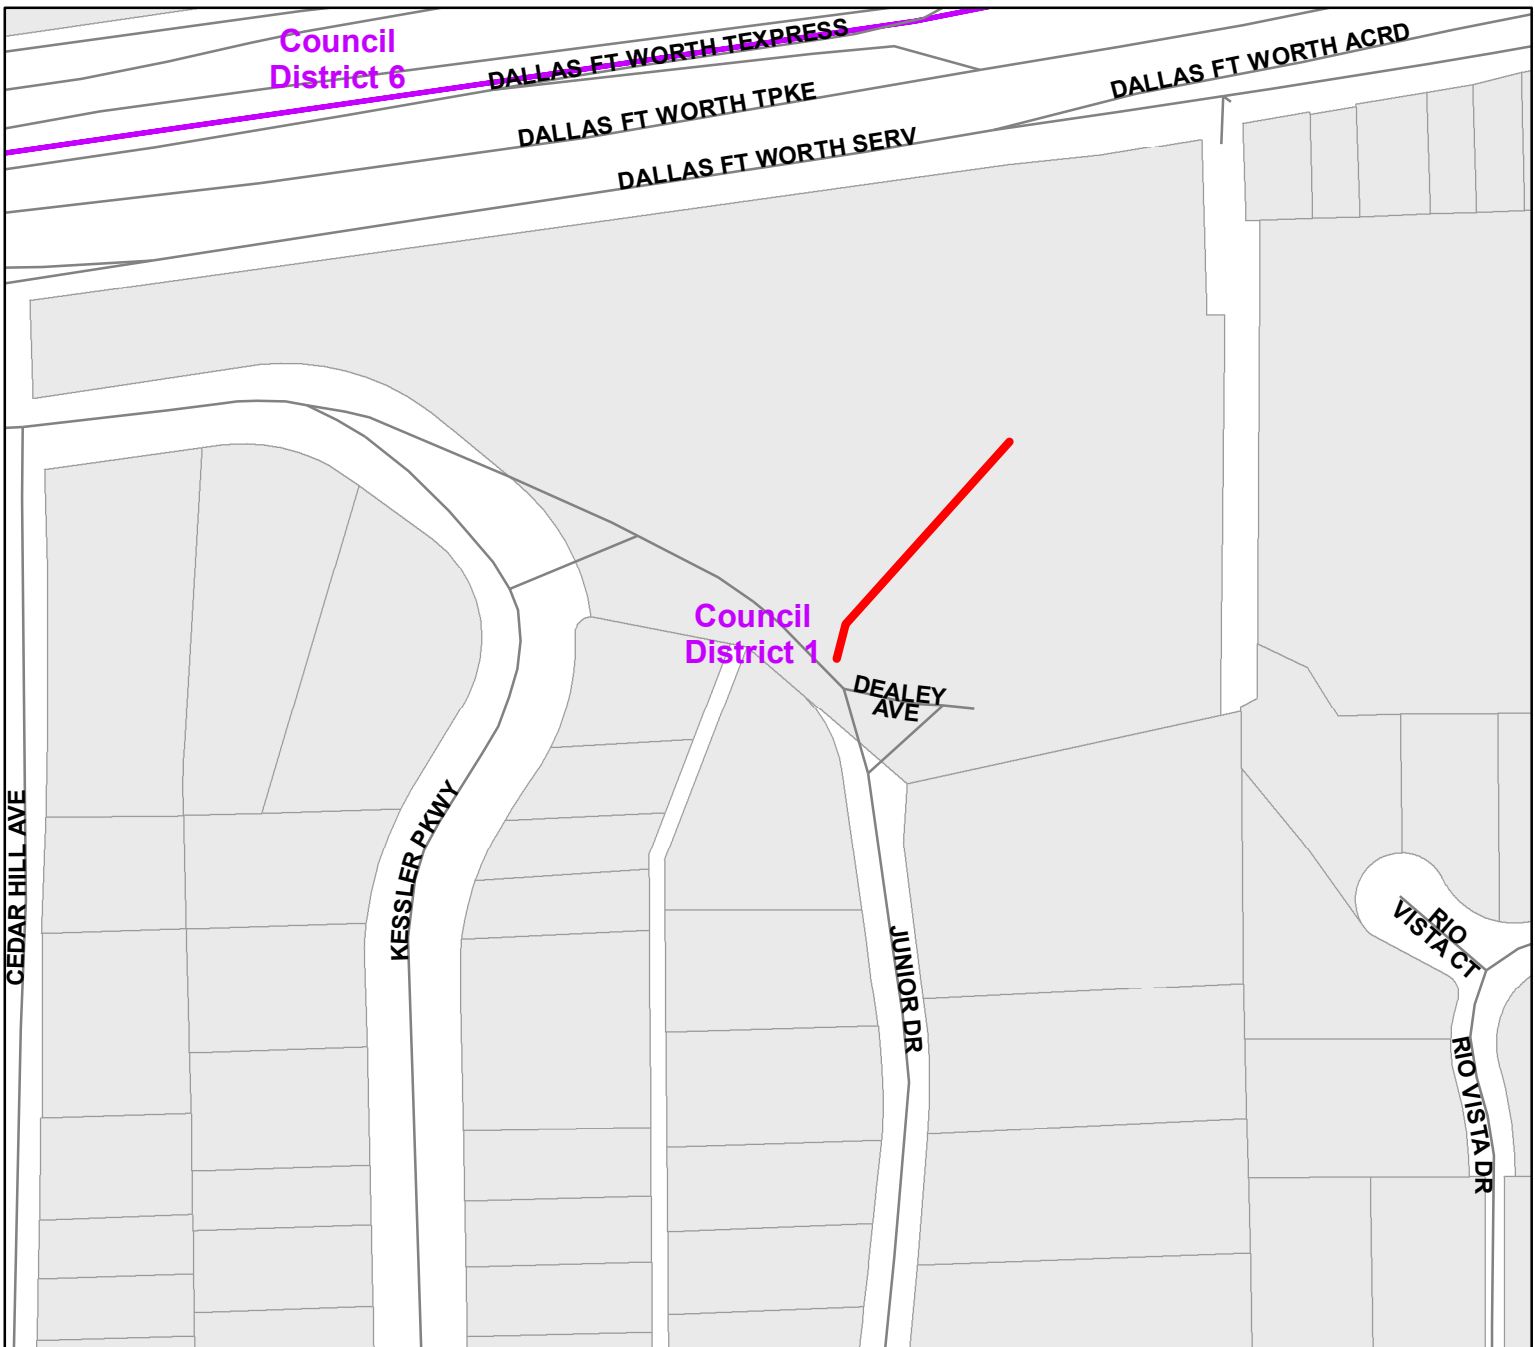 Council
District 6
DALLAS FT WORTH TEXPRESS
DALLAS FT WORTH ACRD
DALLAS FT WORTH TPKE
DALLAS FT WORTH SERV
Council
District 1
DEALEY
AVE
CEDAR HILL AVE
KESSLER PKWY
JUNIOR DR
RIO
VISTA CT
RIO VISTA DR